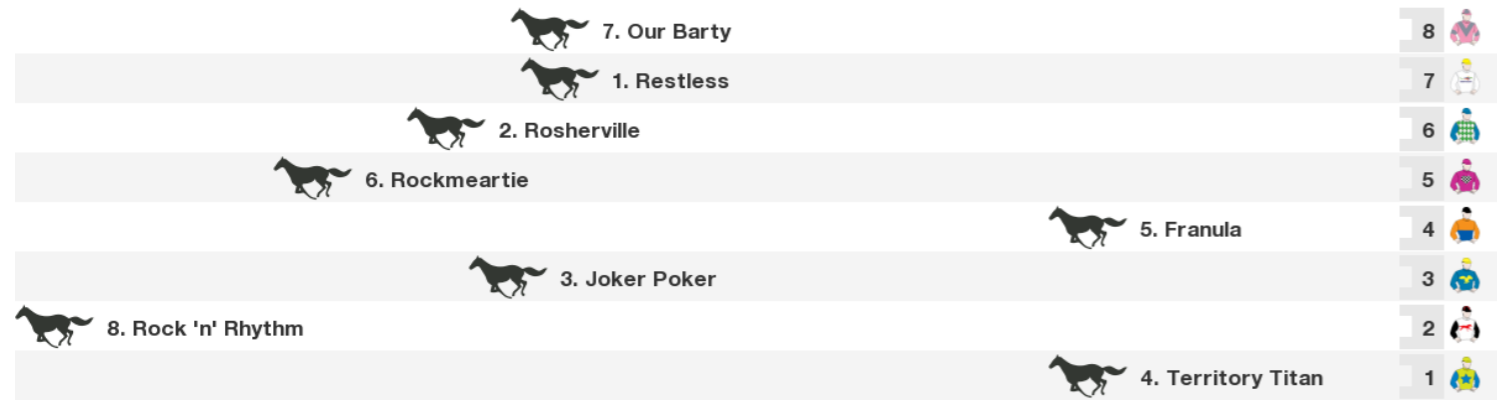 7. Our Barty 8
1. Restless 7
2. Rosherville 6
6. Rockmeartie 5
5. Franula 4
3. Joker Poker 3
8. Rock 'n' Rhythm 2
4. Territory Titan 1